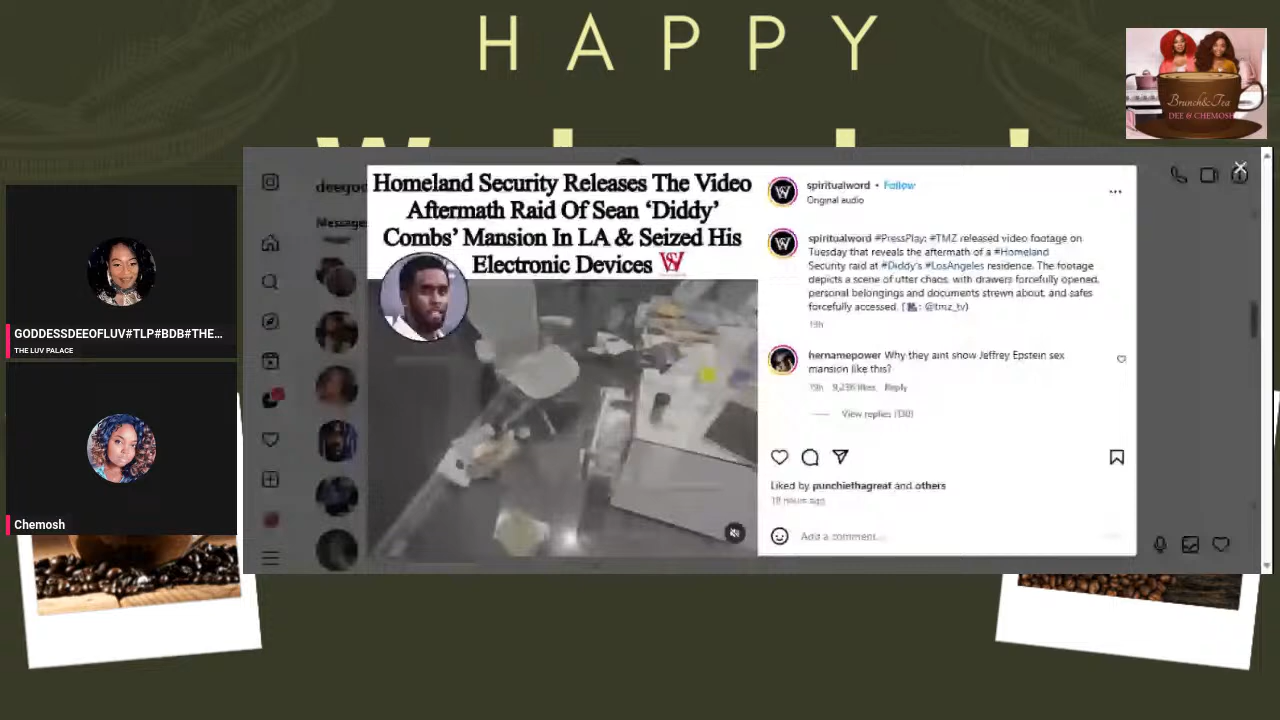 HAPPY
Brunch&Tea
DEE & CHEMOSH
GODDESSDEEOFLUV#TLP#BDB#THE...
THE LUV PALACE
Chemosh
deegod
Messages
Homeland Security Releases The Video
Aftermath Raid Of Sean ‘Diddy’
Combs’ Mansion In LA & Seized His
Electronic Devices
spiritualword • Follow
Original audio
spiritualword #PressPlay: #TMZ released video footage on
Tuesday that reveals the aftermath of a #Homeland
Security raid at #Diddy's #LosAngeles residence. The footage
depicts a scene of utter chaos, with drawers forcefully opened,
personal belongings and documents strewn about, and safes
forcefully accessed. ( : @tmz_tv)
19h
hernamepower Why they aint show Jeffrey Epstein sex
mansion like this?
19h likes Reply
View replies (130)
Liked by punchiethagreat and others
19 hours ago
Add a comment...